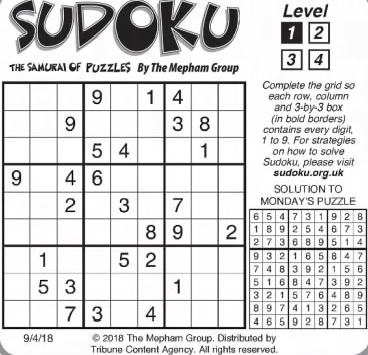 SUDOKU
THE SAMURAI OF PUZZLES By The Mepham Group
Level
1 2
3 4
9 1 4
9 3 8
5 4 1
9 4 6
2 3 7
8 9 2
1 5 2
5 3 1
7 3 4
Complete the grid so
each row, column
and 3-by-3 box
(in bold borders)
contains every digit,
1 to 9. For strategies
on how to solve
Sudoku, please visit
sudoku.org.uk
SOLUTION TO
MONDAY'S PUZZLE
6 5 4 7 3 1 9 2 8
1 8 9 2 5 4 6 7 3
2 7 3 6 8 9 5 1 4
9 3 2 1 6 5 8 4 7
7 4 8 3 9 2 1 5 6
5 1 6 8 4 7 3 9 2
3 2 1 5 7 6 4 8 9
8 9 7 4 1 3 2 6 5
4 6 5 9 2 8 7 3 1
9/4/18
© 2018 The Mepham Group. Distributed by
Tribune Content Agency. All rights reserved.